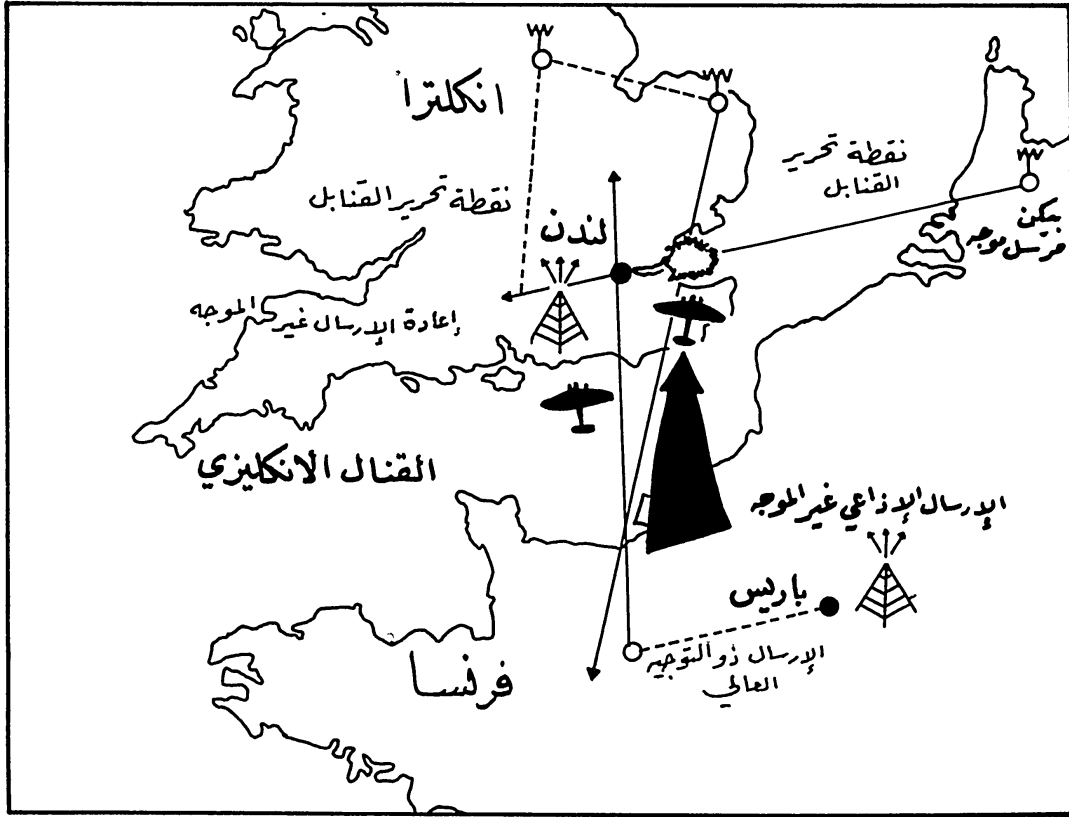 انكلترا
نقطة تحرير
القنابل
نقطة تحرير القنابل
لندن
بيكن
مرسل موجه
إعادة الإرسال غير الموجه
القنال الانكليزي
الإرسال الإذاعي غير الموجه
باريس
الإرسال ذو التوجيه
العالي
فرنسا